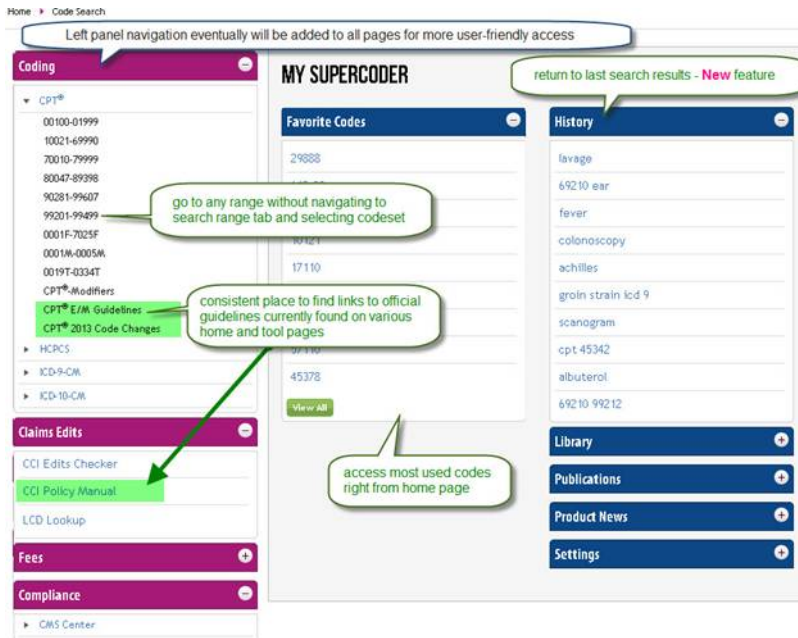 Home ▸ Code Search
Left panel navigation eventually will be added to all pages for more user-friendly access
Coding
CPT®
00100-01999
10021-69990
70010-79999
80047-89398
90281-99607
99201-99499
0001F-7025F
0001M-0005M
0019T-0334T
CPT®-Modifiers
CPT® E/M Guidelines
CPT® 2013 Code Changes
HCPCS
ICD-9-CM
ICD-10-CM
Claims Edits
CCI Edits Checker
CCI Policy Manual
LCD Lookup
Fees
Compliance
CMS Center
go to any range without navigating to
search range tab and selecting codeset
consistent place to find links to official
guidelines currently found on various
home and tool pages
MY SUPERCODER
Favorite Codes
29888
10121
17110
57110
45378
View All
access most used codes
right from home page
return to last search results - New feature
History
lavage
69210 ear
fever
colonoscopy
achilles
groin strain icd 9
scanogram
cpt 45342
albuterol
69210 99212
Library
Publications
Product News
Settings